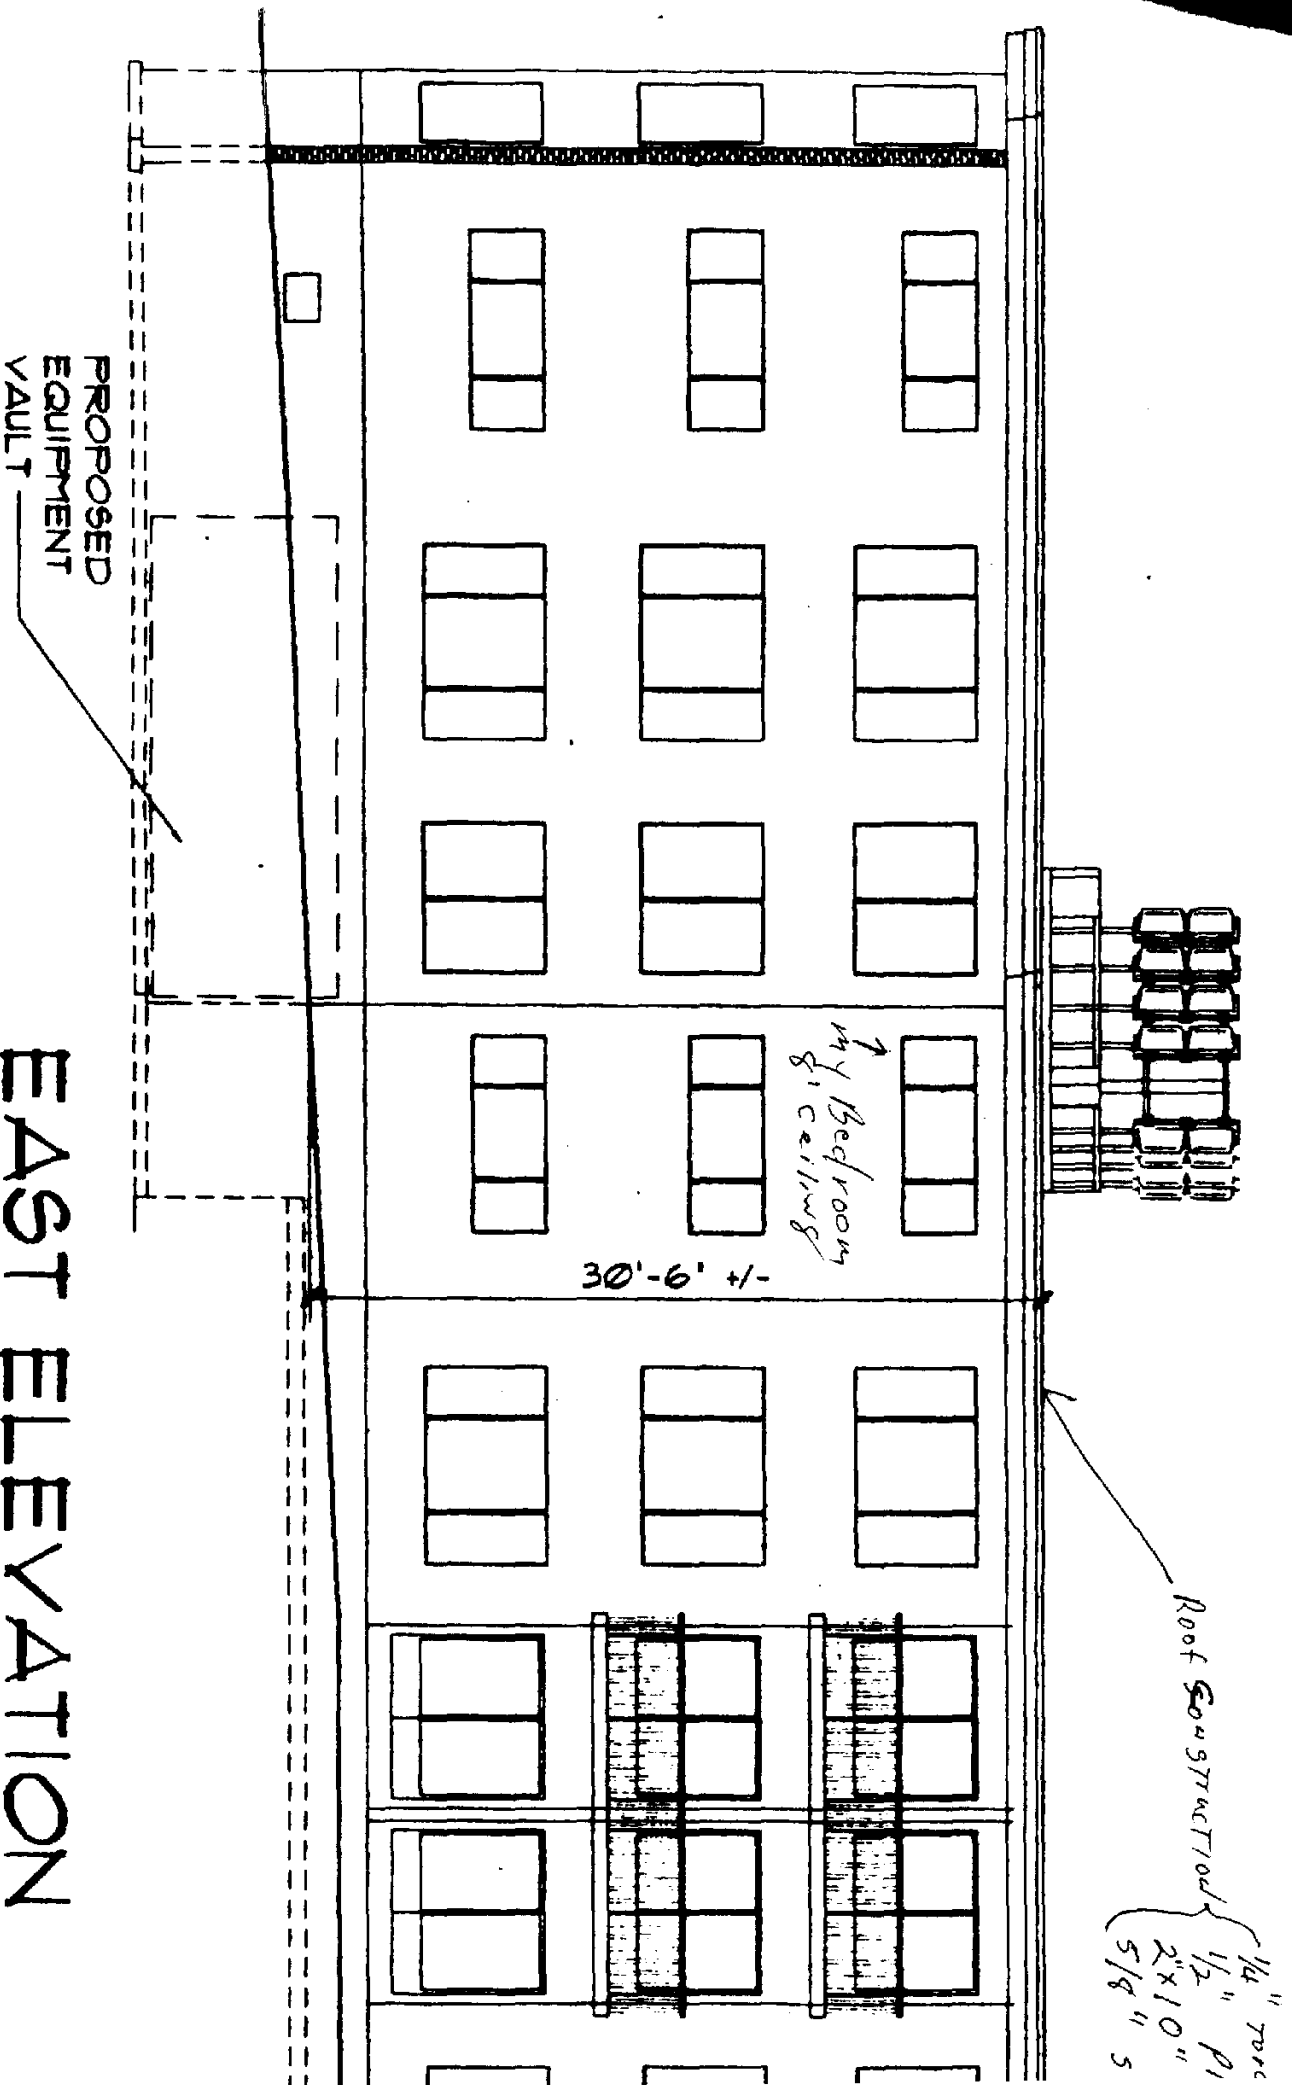 Roof Construction
1/4"
1/2"
2"x10"
5/8"
my Bedroom
8' ceiling
30'-6' +/-
PROPOSED
EQUIPMENT
VAULT
EAST ELEVATION